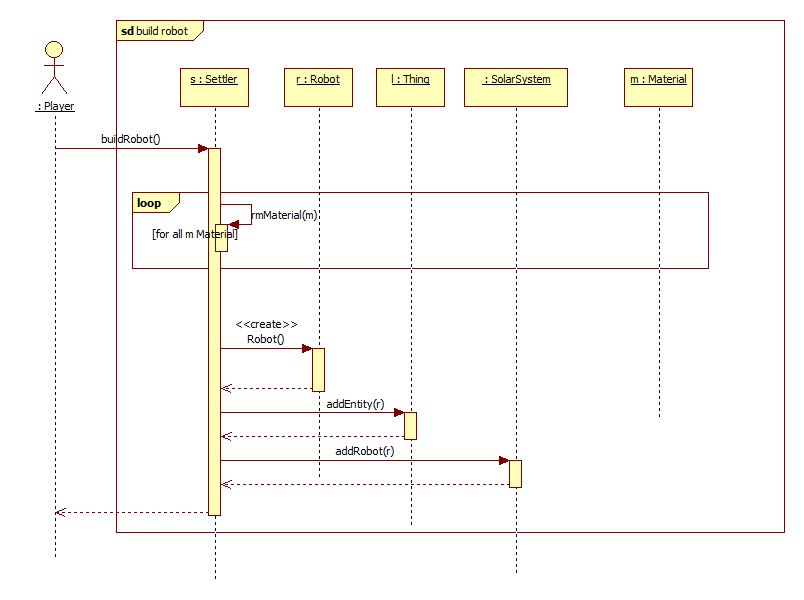 sd build robot
s : Settler
r : Robot
l : Thing
: SolarSystem
m : Material
: Player
buildRobot()
loop
rmMaterial(m)
[for all m Material]
<<create>>
Robot()
addEntity(r)
addRobot(r)